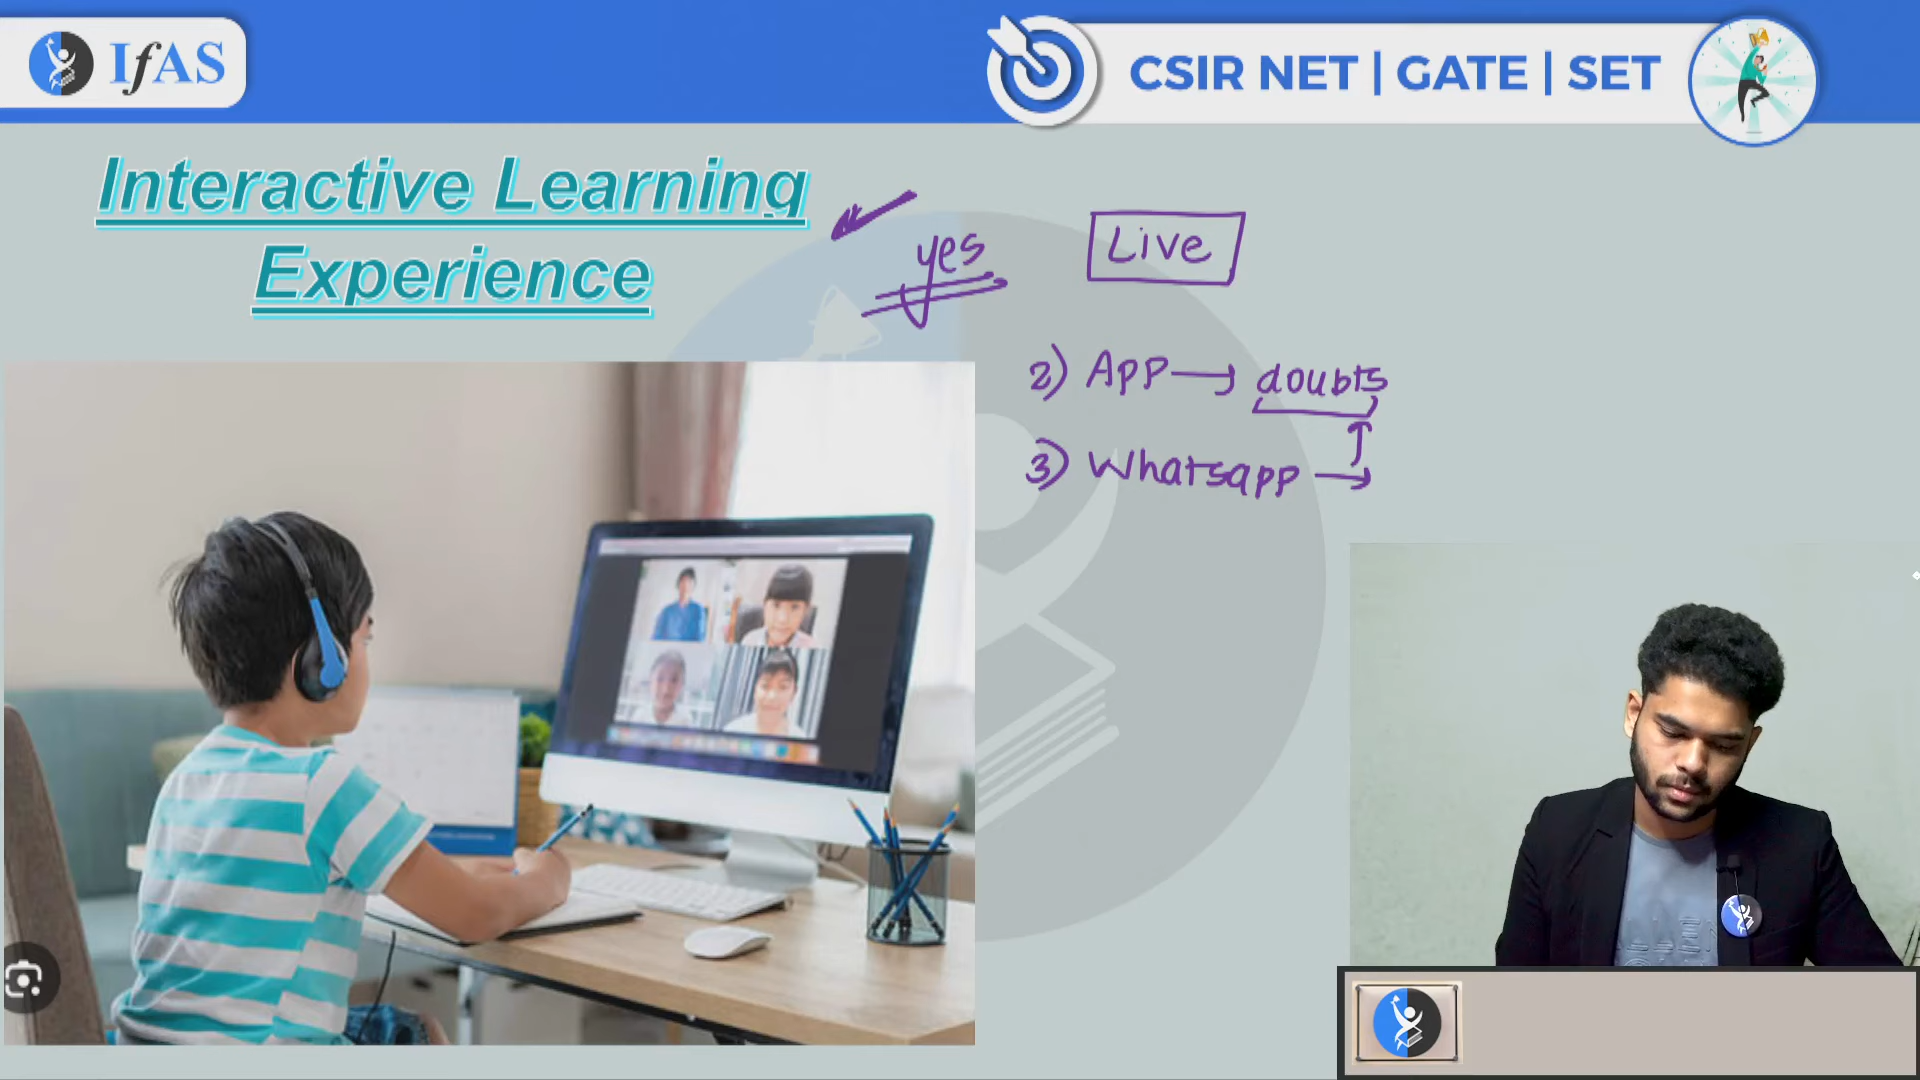 IfAS
CSIR NET | GATE | SET
Interactive Learning
Experience
yes
Live
2) App → doubts
3) Whatsapp →